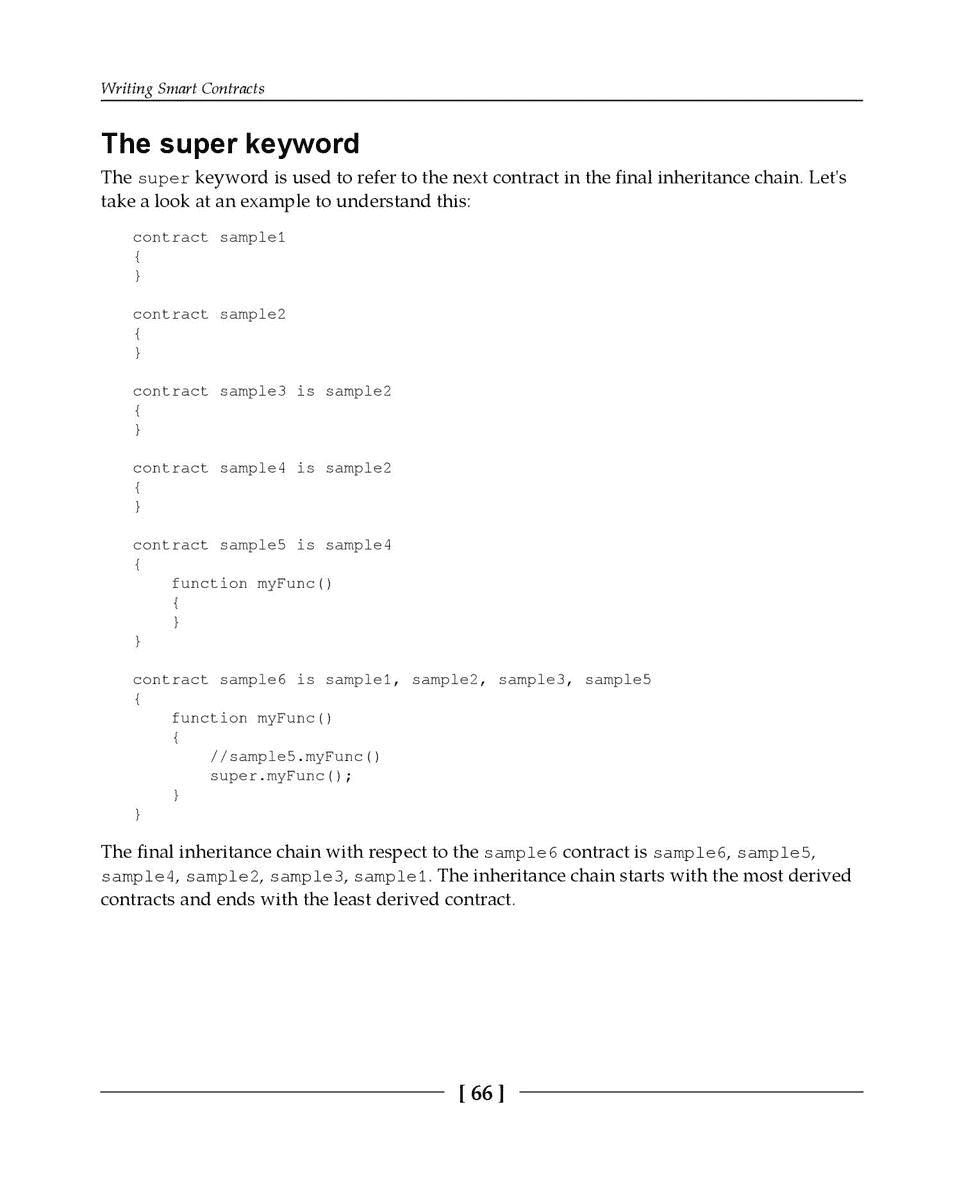 Writing Smart Contracts
The super keyword
The super keyword is used to refer to the next contract in the final inheritance chain. Let's
take a look at an example to understand this:
contract sample1
{
}
contract sample2
{
}
contract sample3 is sample2
{
}
contract sample4 is sample2
{
}
contract sample5 is sample4
{
    function myFunc()
    {
    }
}
contract sample6 is sample1, sample2, sample3, sample5
{
    function myFunc()
    {
        //sample5.myFunc()
        super.myFunc();
    }
}
The final inheritance chain with respect to the sample6 contract is sample6, sample5,
sample4, sample2, sample3, sample1. The inheritance chain starts with the most derived
contracts and ends with the least derived contract.
[ 66 ]